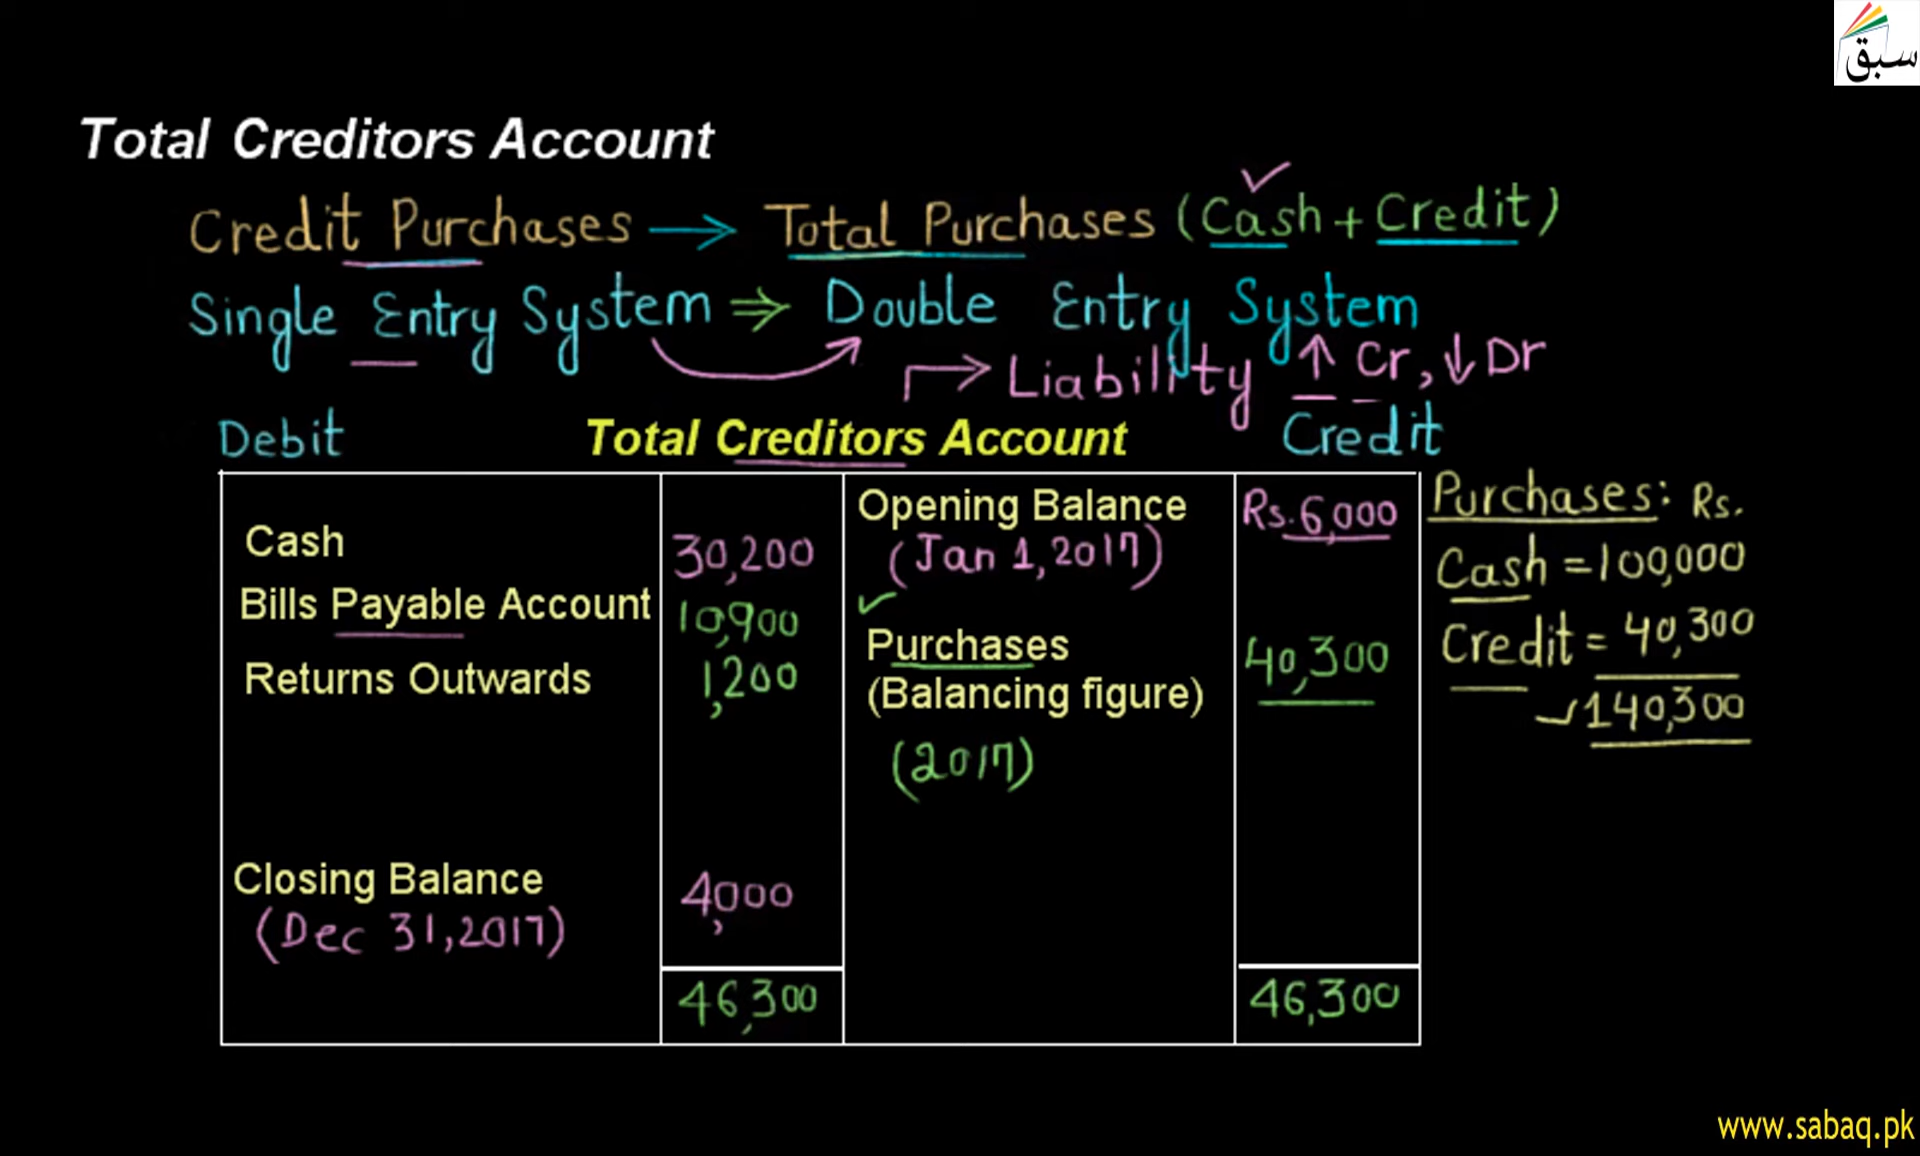 سبق
Total Creditors Account
Credit Purchases → Total Purchases (Cash + Credit)
Single Entry System ⇒ Double Entry System
→ Liability ↑ Cr, ↓ Dr
Debit Total Creditors Account Credit
Opening Balance Rs.6,000
(Jan 1, 2017)
Cash 30,200
Bills Payable Account 10,900
Returns Outwards 1,200
Purchases 40,300
(Balancing figure)
(2017)
Closing Balance 4,000
(Dec 31, 2017)
46,300 46,300
Purchases: Rs.
Cash = 100,000
Credit = 40,300
140,300
www.sabaq.pk